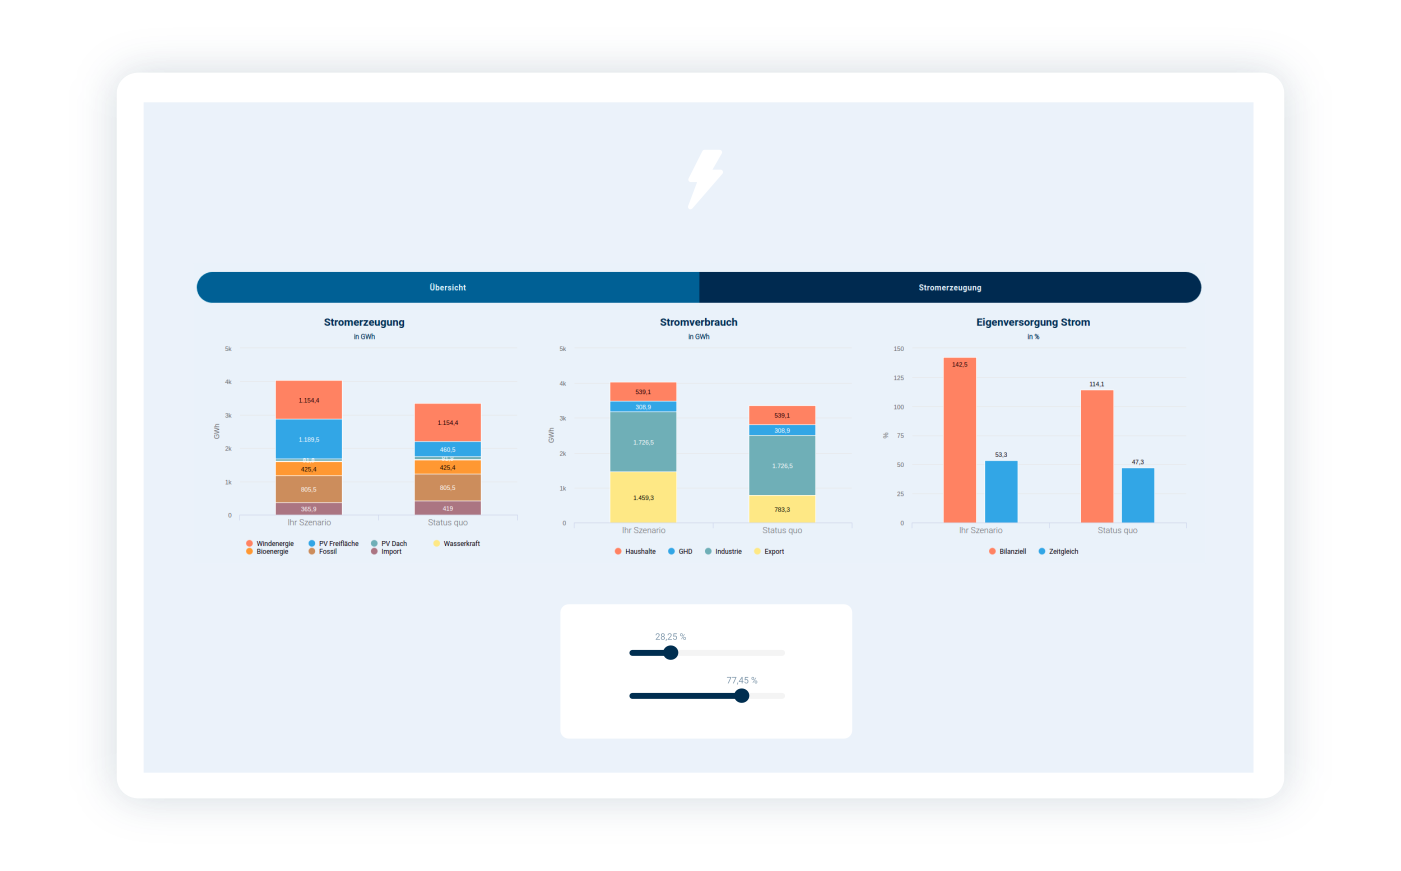 Übersicht
Stromerzeugung
Stromerzeugung
in GWh
5k
4k
3k
2k
1k
0
GWh
1.154,4
1.189,5
425,4
805,5
365,9
1.154,4
460,5
425,4
805,5
419
Ihr Szenario
Status quo
Windenergie
PV Freifläche
PV Dach
Wasserkraft
Bioenergie
Fossil
Import
Stromverbrauch
in GWh
5k
4k
3k
2k
1k
0
GWh
539,1
308,9
1.726,5
1.459,3
539,1
308,9
1.726,5
783,3
Ihr Szenario
Status quo
Haushalte
GHD
Industrie
Export
Eigenversorgung Strom
in %
150
125
100
75
50
25
0
%
142,5
53,3
114,1
47,3
Ihr Szenario
Status quo
Bilanziell
Zeitgleich
28,25 %
77,45 %